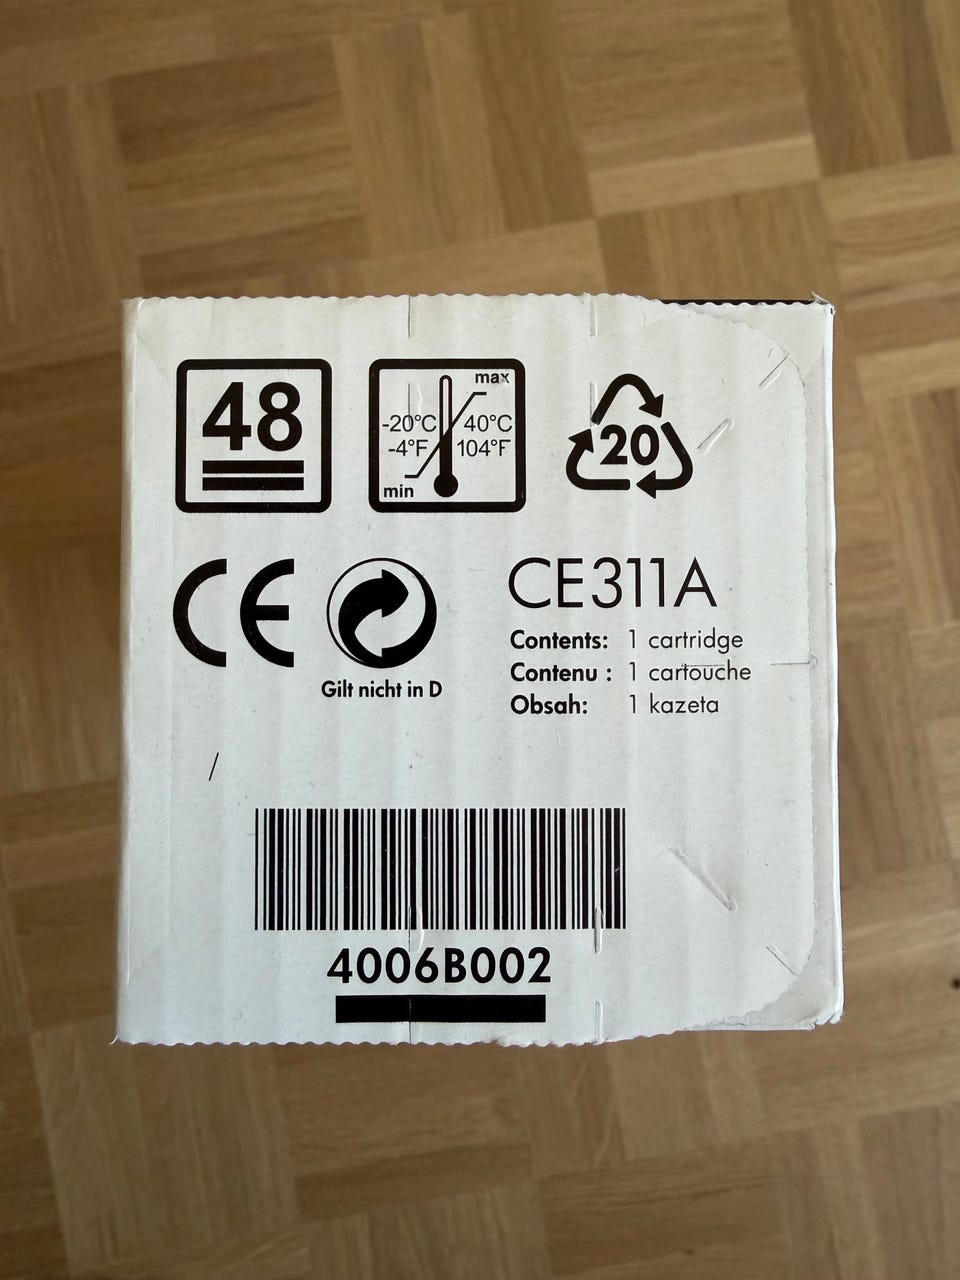 48
max
-20°C 40°C
-4°F 104°F
min
20
CE
Gilt nicht in D
CE311A
Contents: 1 cartridge
Contenu : 1 cartouche
Obsah: 1 kazeta
4006B002